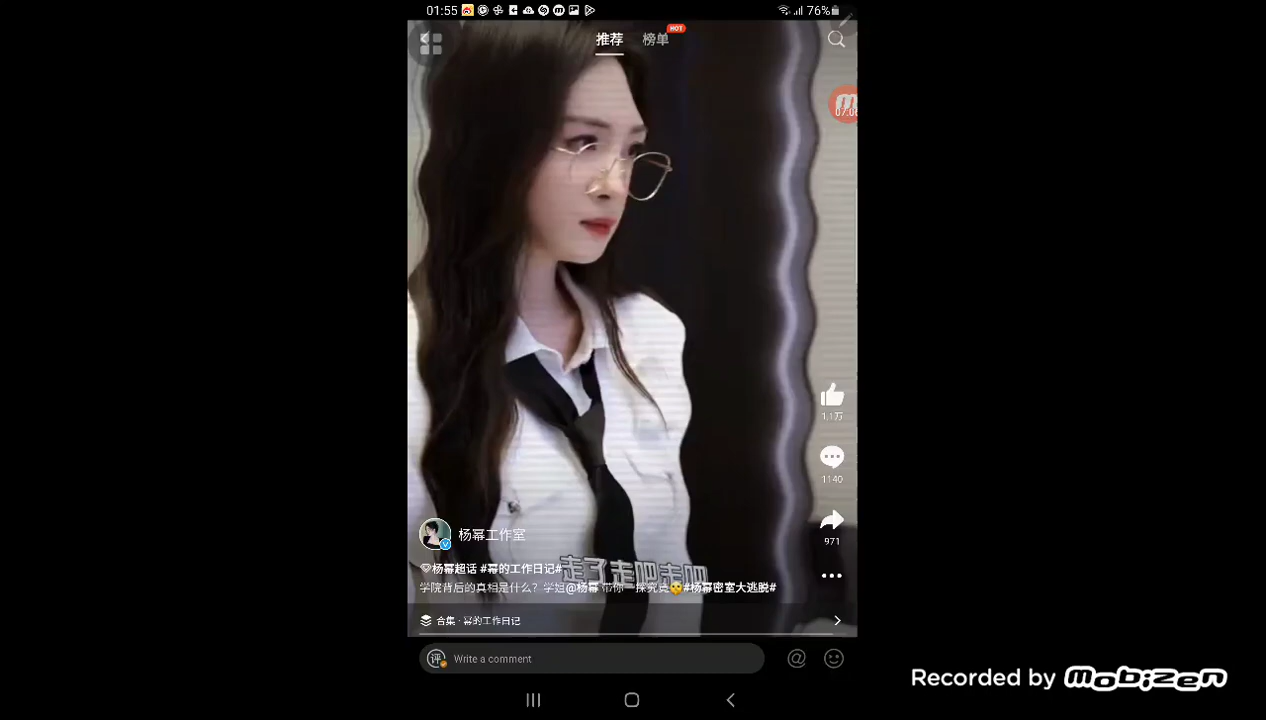 01:55
76%
推荐
榜单
HOT
07:06
1.1万
1140
971
杨幂工作室
杨幂超话 #幂的工作日记#
走了走吧走吧
学院背后的真相是什么？学姐@杨幂 带你一探究竟 #杨幂密室大逃脱#
合集 · 幂的工作日记
评
Write a comment
Recorded by mobizen